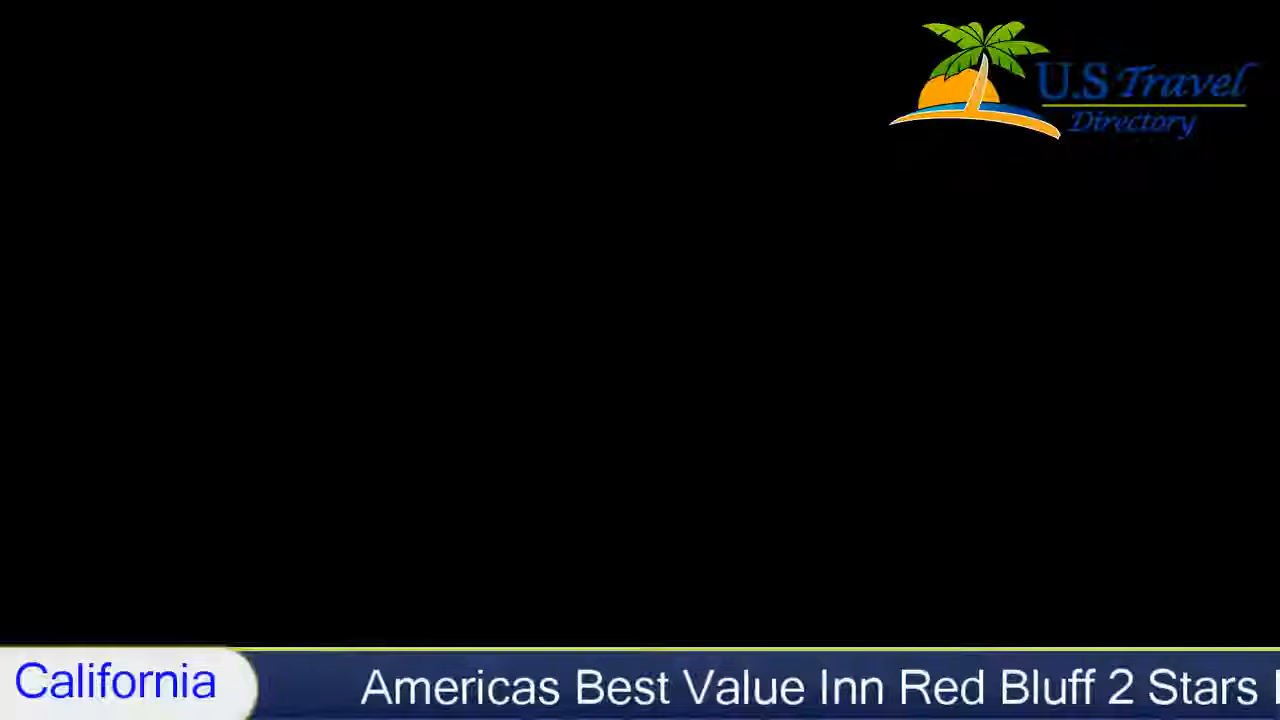 U.S Travel
Directory
California
Americas Best Value Inn Red Bluff 2 Stars